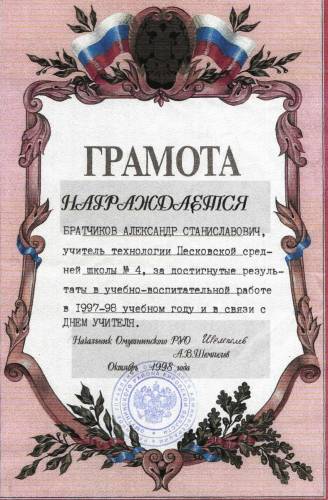 ГРАМОТА
НАГРАЖДАЕТСЯ
БРАТЧИКОВ АЛЕКСАНДР СТАНИСЛАВОВИЧ,
учитель технологии Песковской сред-
ней школы № 4, за достигнутые резуль-
таты в учебно-воспитательной работе
в 1997-98 учебном году и в связи с
ДНЕМ УЧИТЕЛЯ.
Начальник Омутнинского РУО
Октябрь 1998 года